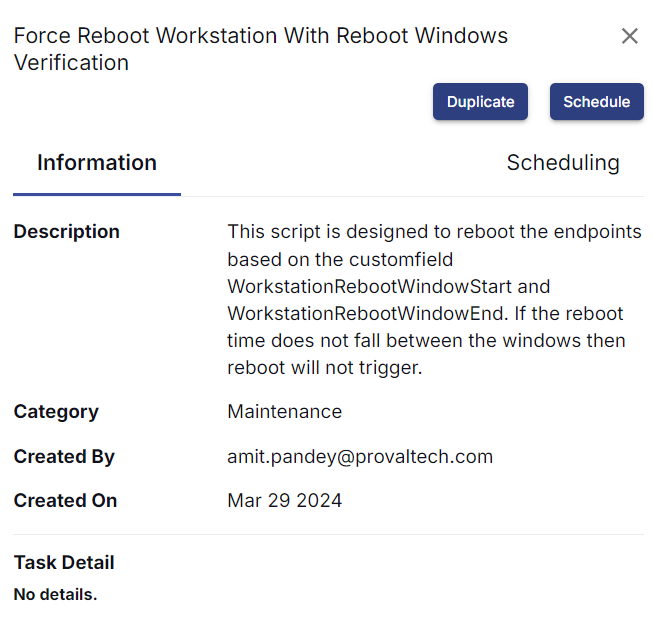 Force Reboot Workstation With Reboot Windows
Verification
Duplicate
Schedule
Information
Scheduling
Description
This script is designed to reboot the endpoints
based on the customfield
WorkstationRebootWindowStart and
WorkstationRebootWindowEnd. If the reboot
time does not fall between the windows then
reboot will not trigger.
Category
Maintenance
Created By
amit.pandey@provaltech.com
Created On
Mar 29 2024
Task Detail
No details.